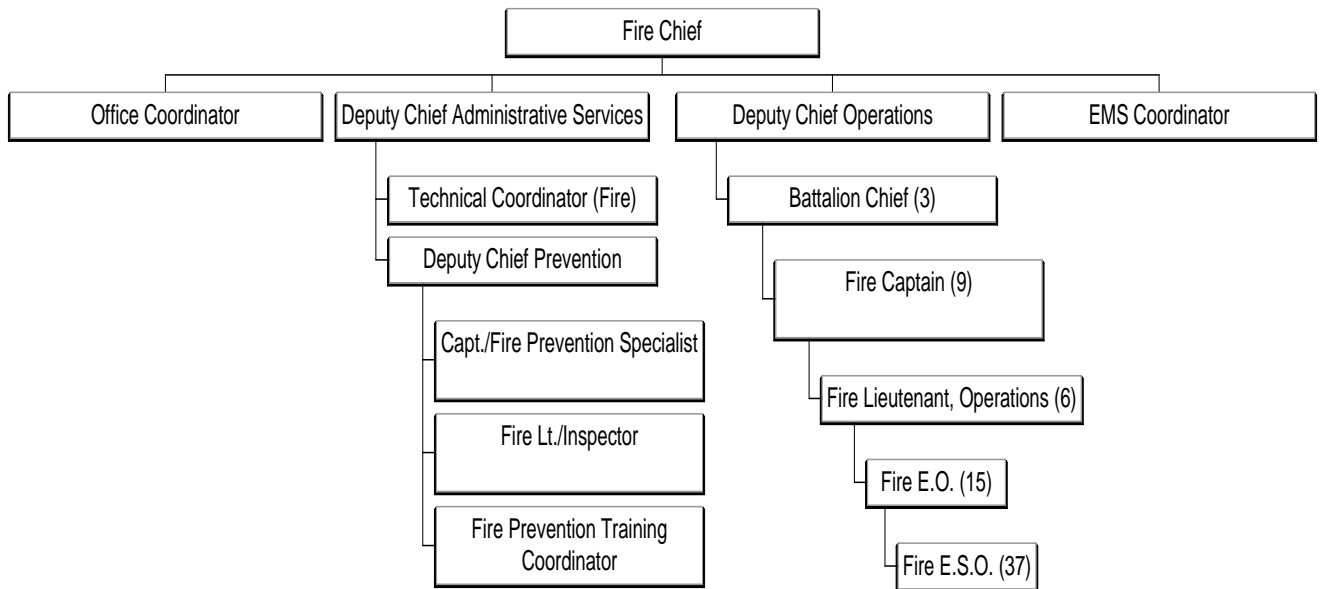 Fire Chief
Office Coordinator
Deputy Chief Administrative Services
Deputy Chief Operations
EMS Coordinator
Technical Coordinator (Fire)
Deputy Chief Prevention
Capt./Fire Prevention Specialist
Fire Lt./Inspector
Fire Prevention Training
Coordinator
Battalion Chief (3)
Fire Captain (9)
Fire Lieutenant, Operations (6)
Fire E.O. (15)
Fire E.S.O. (37)